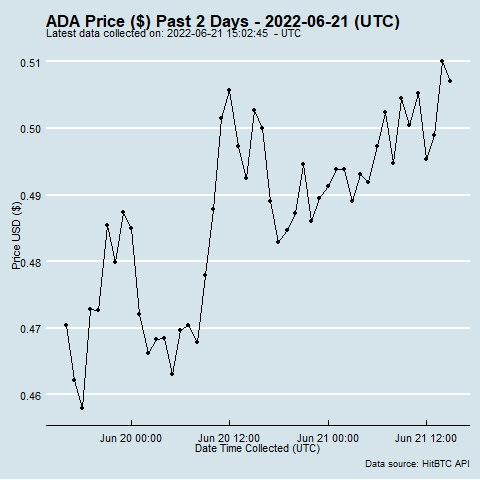 ADA Price ($) Past 2 Days - 2022-06-21 (UTC)
Latest data collected on: 2022-06-21 15:02:45 - UTC
0.51
0.50
0.49
0.48
0.47
0.46
Price USD ($)
Jun 20 00:00 Jun 20 12:00 Jun 21 00:00 Jun 21 12:00
Date Time Collected (UTC)
Data source: HitBTC API